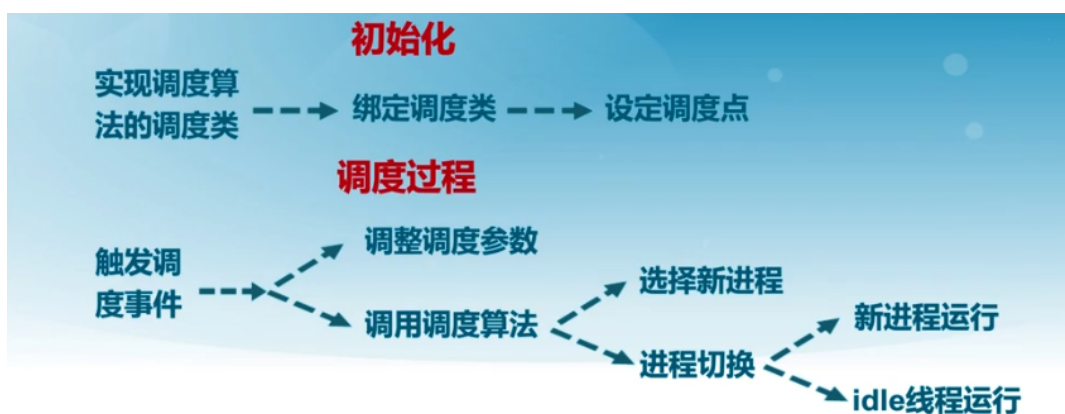 初始化
实现调度算
法的调度类
绑定调度类
设定调度点
调度过程
触发调
度事件
调整调度参数
调用调度算法
选择新进程
进程切换
新进程运行
idle线程运行